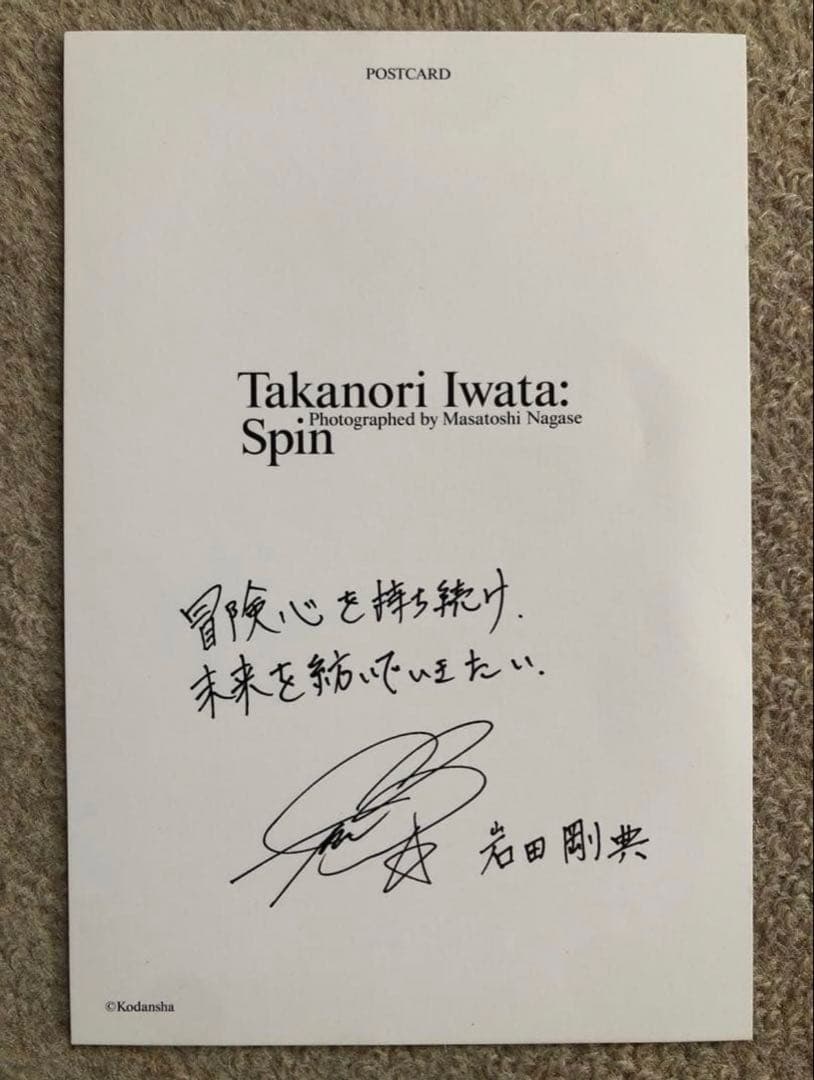 POSTCARD
Takanori Iwata:
Photographed by Masatoshi Nagase
Spin
冒険心を持ち続け、
未来を紡いでいきたい。
岩田剛典
©Kodansha